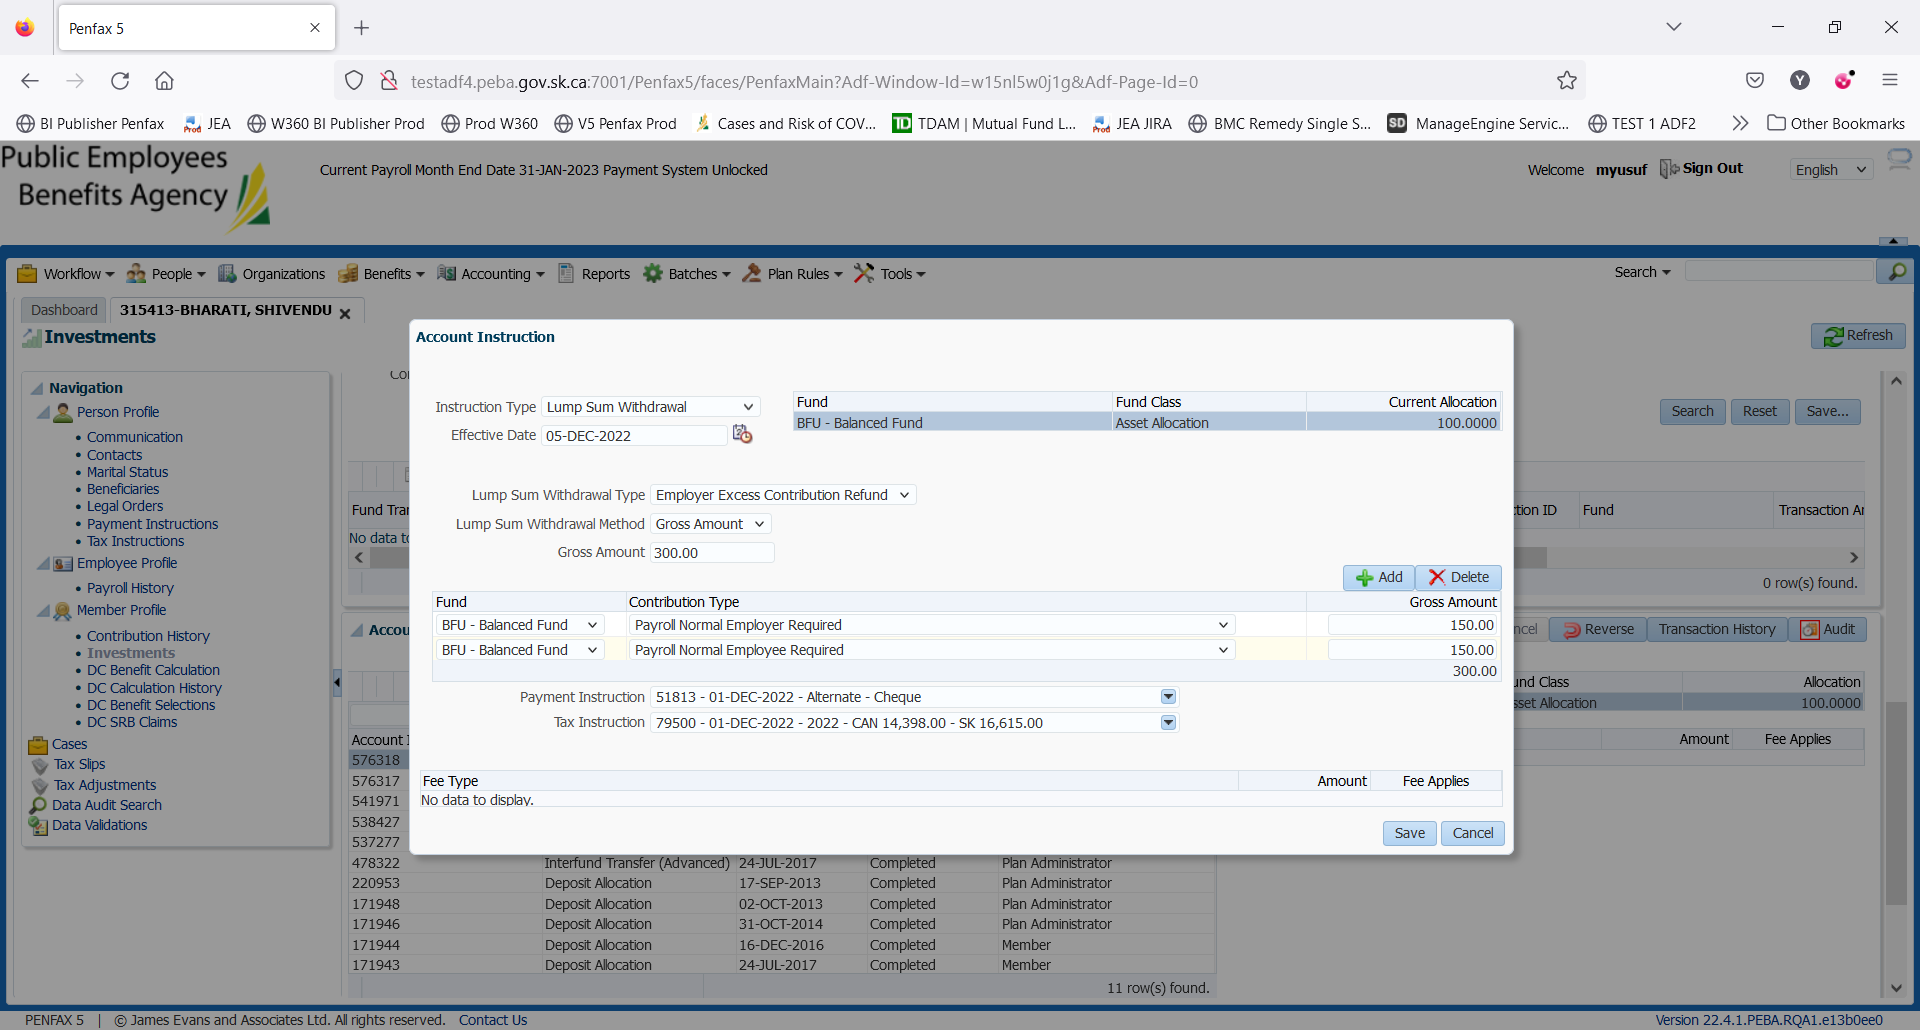 Penfax 5
testadf4.peba.gov.sk.ca:7001/Penfax5/faces/PenfaxMain?Adf-Window-Id=w15nl5w0j1g&Adf-Page-Id=0
Y
BI Publisher Penfax JEA W360 BI Publisher Prod Prod W360 V5 Penfax Prod Cases and Risk of COV... TDAM | Mutual Fund L... JEA JIRA BMC Remedy Single S... ManageEngine Servic... TEST 1 ADF2 Other Bookmarks
Public Employees
Benefits Agency
Current Payroll Month End Date 31-JAN-2023 Payment System Unlocked
Welcome myusuf Sign Out English
Workflow People Organizations Benefits Accounting Reports Batches Plan Rules Tools Search
Dashboard 315413-BHARATI, SHIVENDU
Investments
Refresh
Navigation
Person Profile
Communication
Contacts
Marital Status
Beneficiaries
Legal Orders
Payment Instructions
Tax Instructions
Employee Profile
Payroll History
Member Profile
Contribution History
Investments
DC Benefit Calculation
DC Calculation History
DC Benefit Selections
DC SRB Claims
Cases
Tax Slips
Tax Adjustments
Data Audit Search
Data Validations
Search Reset Save...
Fund Tra
tion ID Fund Transaction Ar
No data to
0 row(s) found.
Accou
ncel Reverse Transaction History Audit
und Class Allocation
sset Allocation 100.0000
Amount Fee Applies
Account Instruction
Instruction Type Lump Sum Withdrawal
Effective Date 05-DEC-2022
Fund Fund Class Current Allocation
BFU - Balanced Fund Asset Allocation 100.0000
Lump Sum Withdrawal Type Employer Excess Contribution Refund
Lump Sum Withdrawal Method Gross Amount
Gross Amount 300.00
Add Delete
Fund Contribution Type Gross Amount
BFU - Balanced Fund Payroll Normal Employer Required 150.00
BFU - Balanced Fund Payroll Normal Employee Required 150.00
300.00
Payment Instruction 51813 - 01-DEC-2022 - Alternate - Cheque
Tax Instruction 79500 - 01-DEC-2022 - 2022 - CAN 14,398.00 - SK 16,615.00
Fee Type Amount Fee Applies
No data to display.
Save Cancel
Account I
576318
576317
541971
538427
537277
478322 Interfund Transfer (Advanced) 24-JUL-2017 Completed Plan Administrator
220953 Deposit Allocation 17-SEP-2013 Completed Plan Administrator
171948 Deposit Allocation 02-OCT-2013 Completed Plan Administrator
171946 Deposit Allocation 31-OCT-2014 Completed Plan Administrator
171944 Deposit Allocation 16-DEC-2016 Completed Member
171943 Deposit Allocation 24-JUL-2017 Completed Member
11 row(s) found.
PENFAX 5 | © James Evans and Associates Ltd. All rights reserved. Contact Us
Version 22.4.1.PEBA.RQA1.e13b0ee0